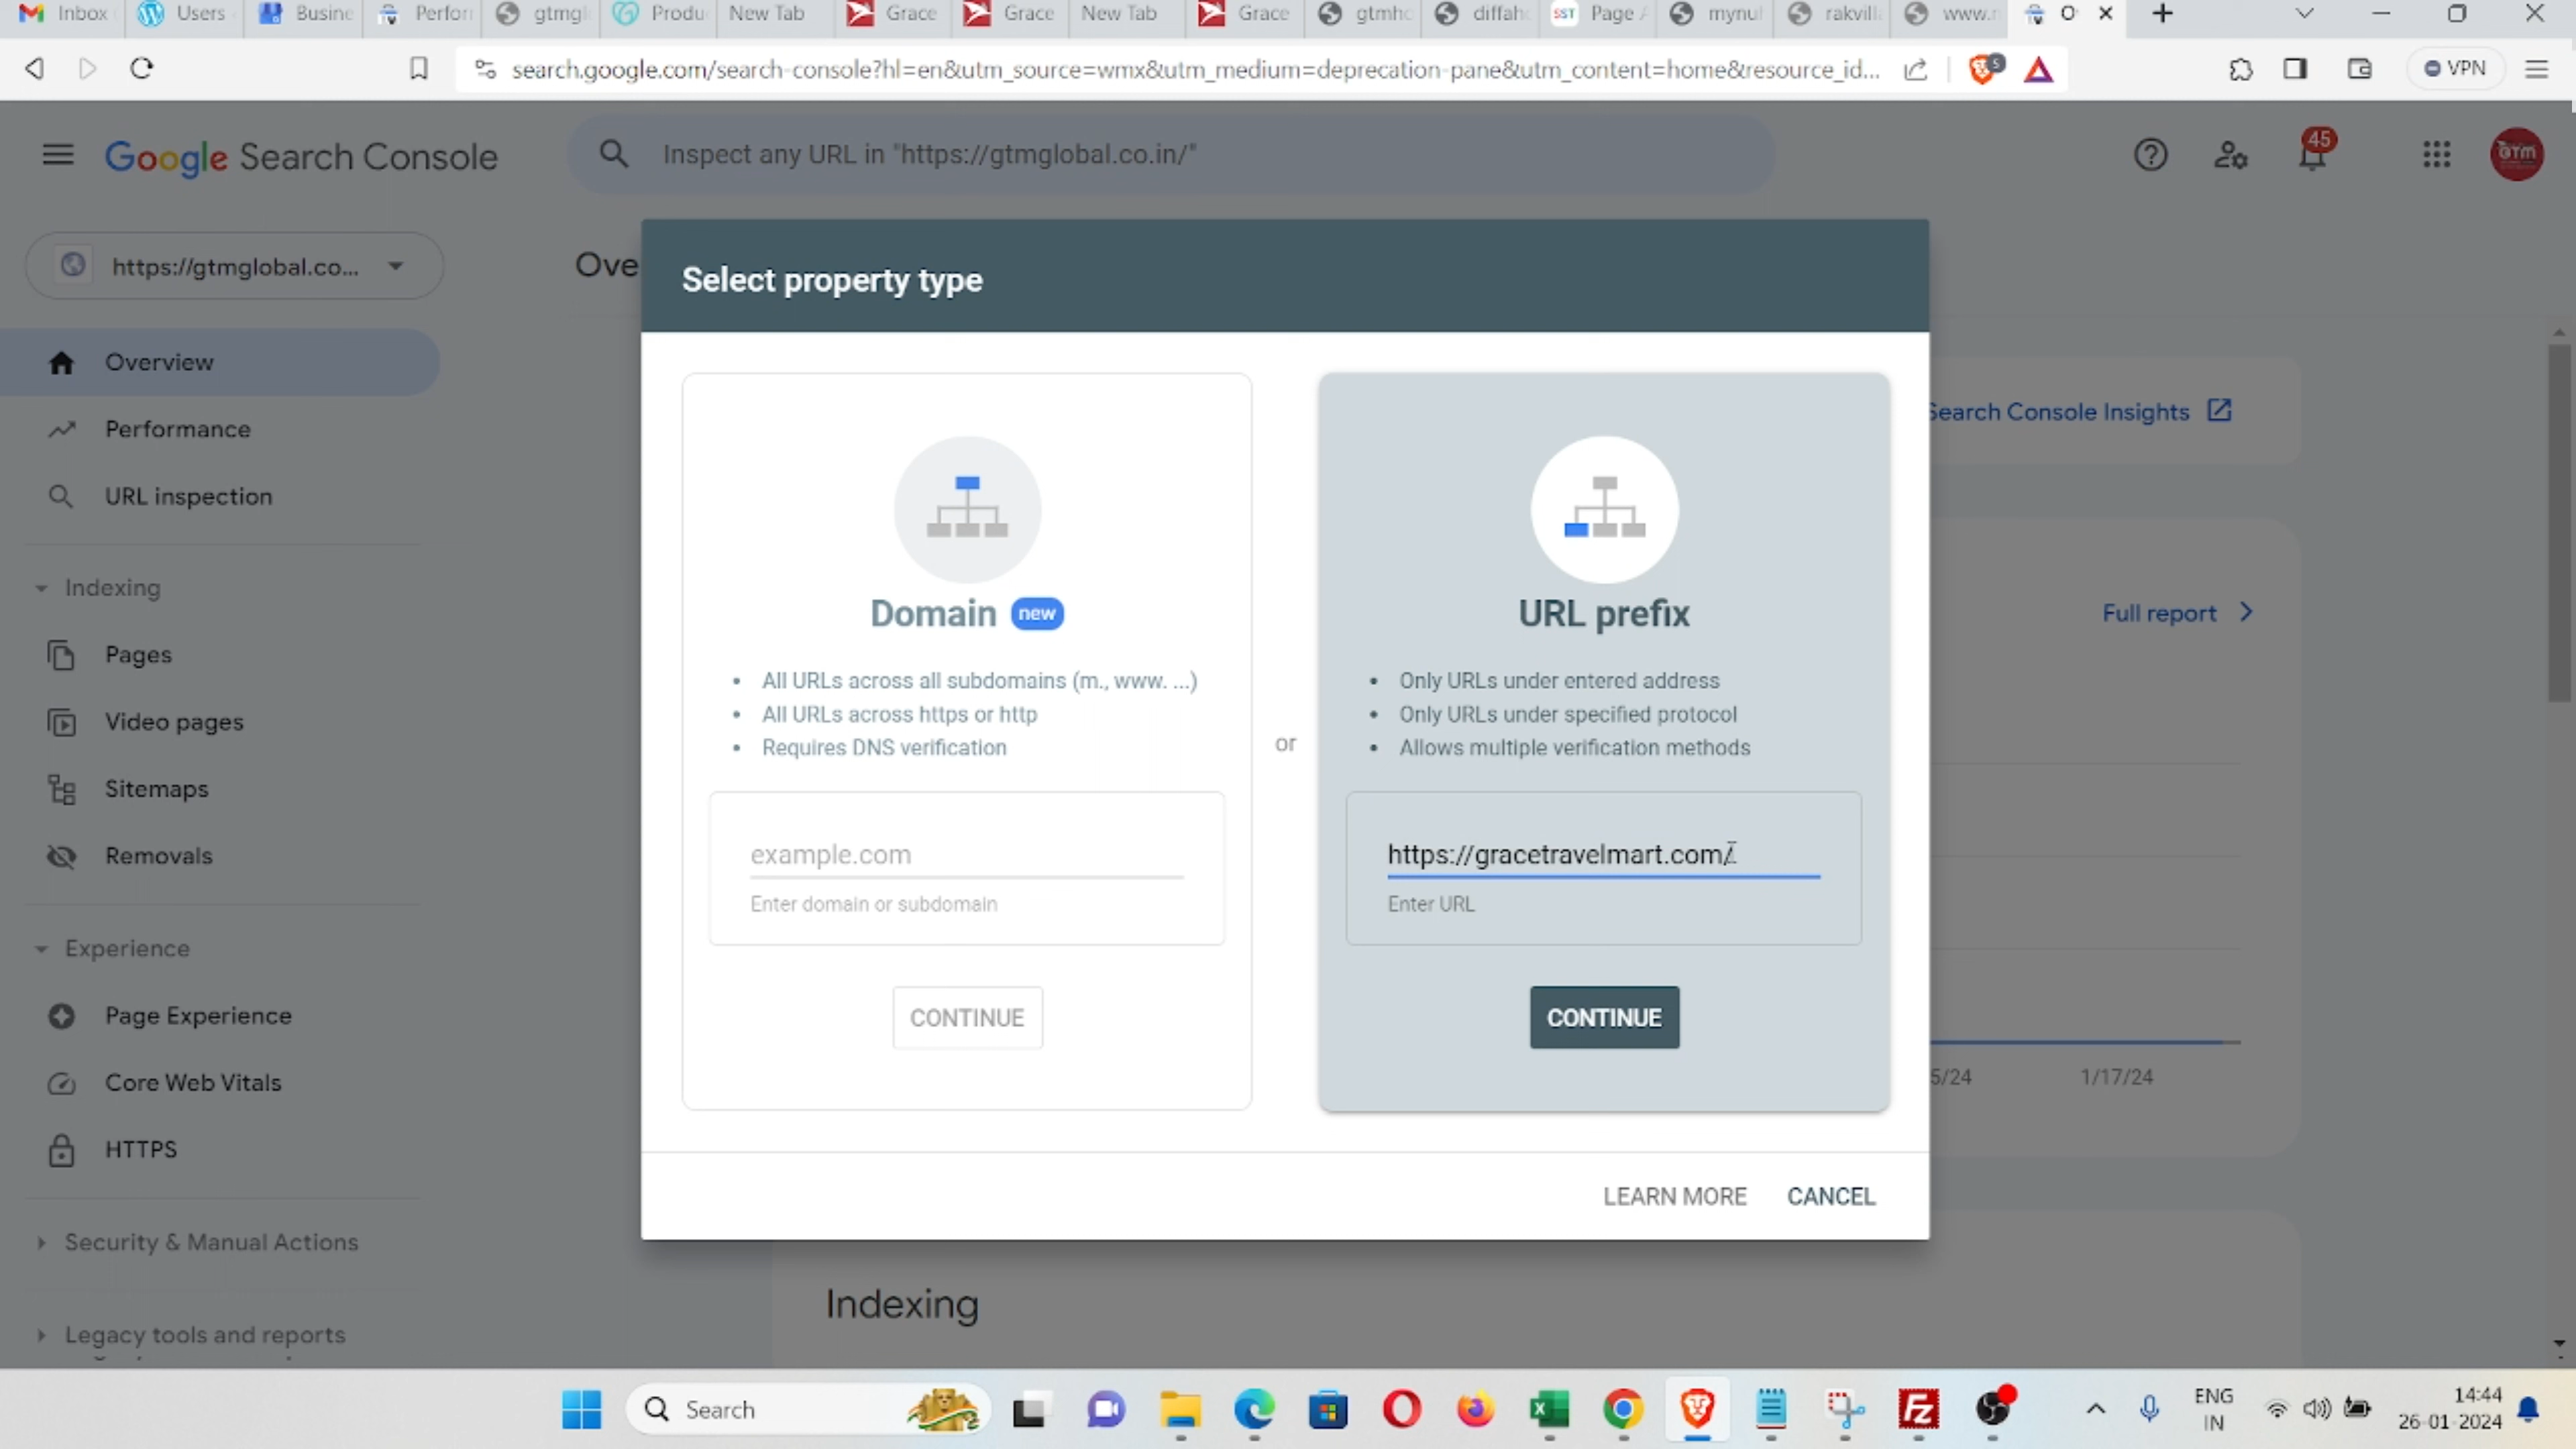 Inbox
Users
Busine
Perfor
gtmgl
Produ
New Tab
Grace
Grace
New Tab
Grace
gtmho
diffah
SST Page A
mynul
rakvill
www.r
O
search.google.com/search-console?hl=en&utm_source=wmx&utm_medium=deprecation-pane&utm_content=home&resource_id...
5
VPN
Google Search Console
Inspect any URL in "https://gtmglobal.co.in/"
45
GTM
https://gtmglobal.co...
Ove
Overview
Performance
URL inspection
Indexing
Pages
Video pages
Sitemaps
Removals
Experience
Page Experience
Core Web Vitals
HTTPS
Security & Manual Actions
Legacy tools and reports
Select property type
Domain new
All URLs across all subdomains (m., www. ...)
All URLs across https or http
Requires DNS verification
example.com
Enter domain or subdomain
CONTINUE
or
URL prefix
Only URLs under entered address
Only URLs under specified protocol
Allows multiple verification methods
https://gracetravelmart.com/
Enter URL
CONTINUE
LEARN MORE
CANCEL
Search Console Insights
Full report
5/24
1/17/24
Indexing
Search
ENG
IN
14:44
26-01-2024